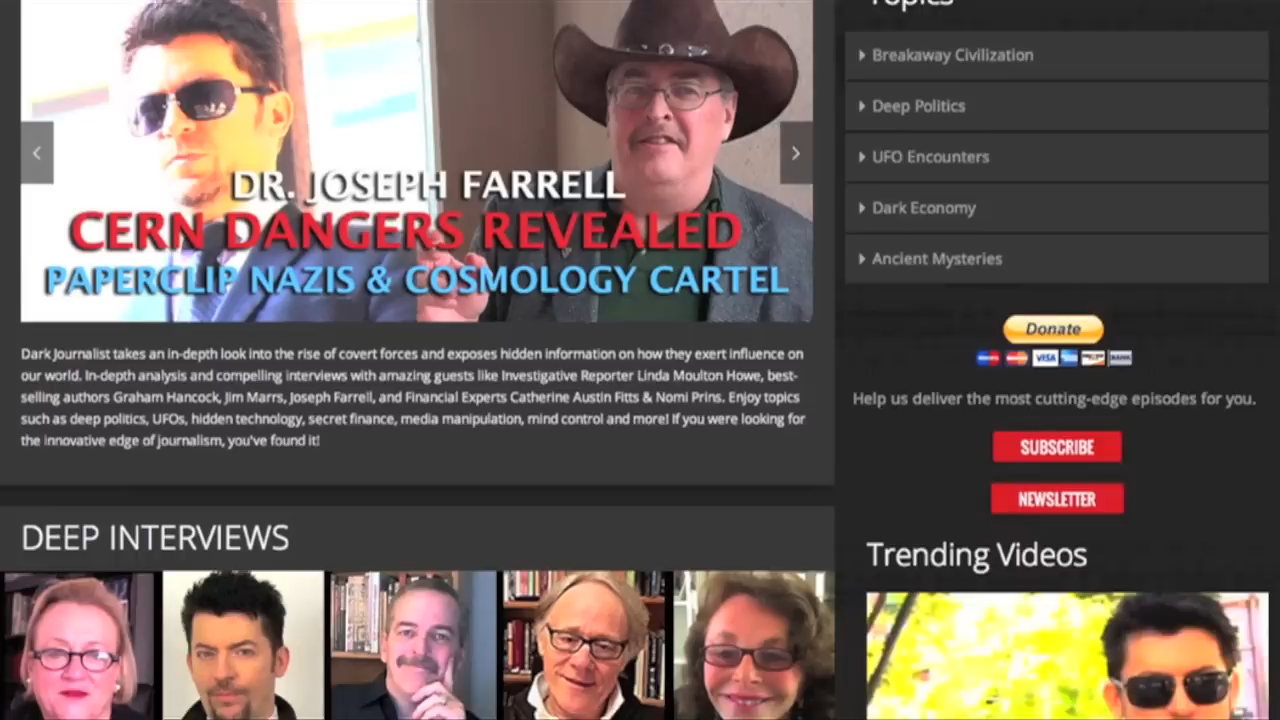 DR. JOSEPH FARRELL
CERN DANGERS REVEALED
PAPERCLIP NAZIS & COSMOLOGY CARTEL
Dark Journalist takes an in-depth look into the rise of covert forces and exposes hidden information on how they exert influence on
our world. In-depth analysis and compelling interviews with amazing guests like Investigative Reporter Linda Moulton Howe, best-
selling authors Graham Hancock, Jim Marrs, Joseph Farrell, and Financial Experts Catherine Austin Fitts & Nomi Prins. Enjoy topics
such as deep politics, UFOs, hidden technology, secret finance, media manipulation, mind control and more! If you were looking for
the innovative edge of journalism, you've found it!
DEEP INTERVIEWS
Topics
Breakaway Civilization
Deep Politics
UFO Encounters
Dark Economy
Ancient Mysteries
Donate
VISA
BANK
Help us deliver the most cutting-edge episodes for you.
SUBSCRIBE
NEWSLETTER
Trending Videos